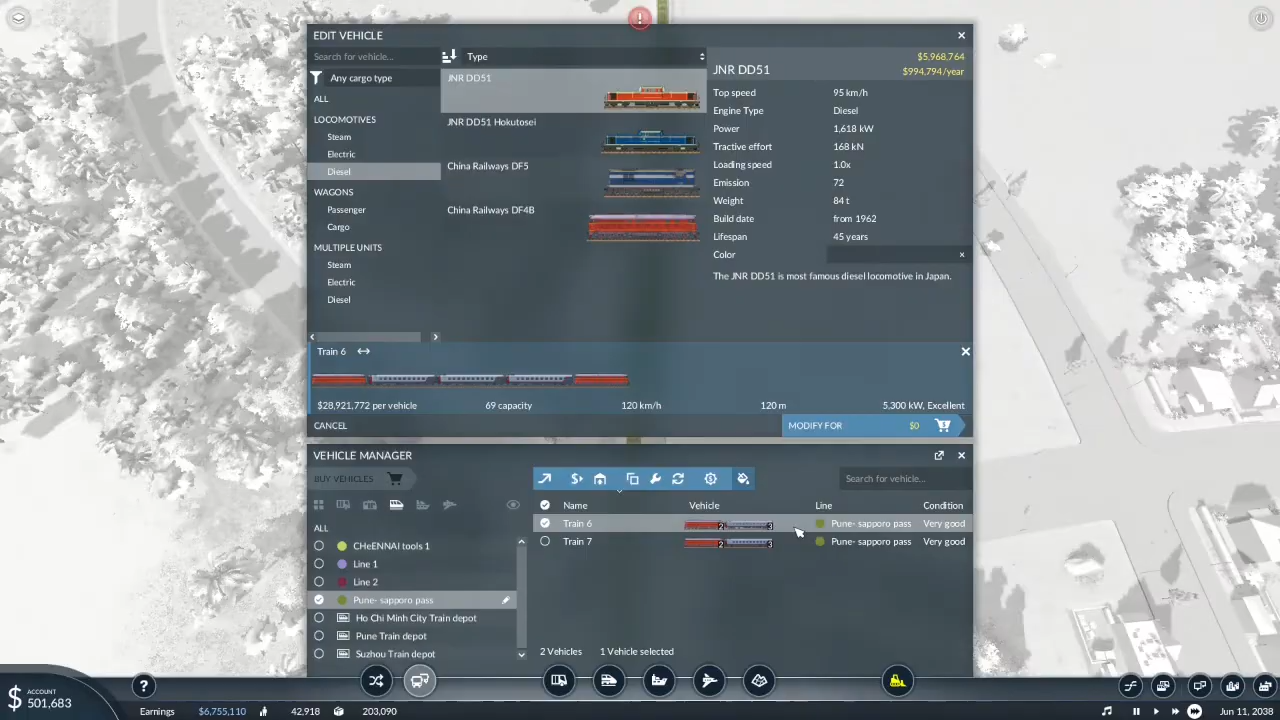 EDIT VEHICLE
Search for vehicle...
Type
Any cargo type
ALL
LOCOMOTIVES
Steam
Electric
Diesel
WAGONS
Passenger
Cargo
MULTIPLE UNITS
Steam
Electric
Diesel
JNR DD51
JNR DD51 Hokutosei
China Railways DF5
China Railways DF4B
$5,968,764
JNR DD51
$994,794/year
Top speed 95 km/h
Engine Type Diesel
Power 1,618 kW
Tractive effort 168 kN
Loading speed 1.0x
Emission 72
Weight 84 t
Build date from 1962
Lifespan 45 years
Color
The JNR DD51 is most famous diesel locomotive in Japan.
Train 6
$28,921,772 per vehicle 69 capacity 120 km/h 120 m 5,300 kW, Excellent
CANCEL
MODIFY FOR $0
VEHICLE MANAGER
BUY VEHICLES
Search for vehicle...
ALL
CHeENNAI tools 1
Line 1
Line 2
Pune- sapporo pass
Ho Chi Minh City Train depot
Pune Train depot
Suzhou Train depot
Name Vehicle Line Condition
Train 6 2 3 Pune- sapporo pass Very good
Train 7 2 3 Pune- sapporo pass Very good
2 Vehicles 1 Vehicle selected
$ ACCOUNT
501,683
?
Earnings $6,755,110 42,918 203,090
Jun 11, 2038